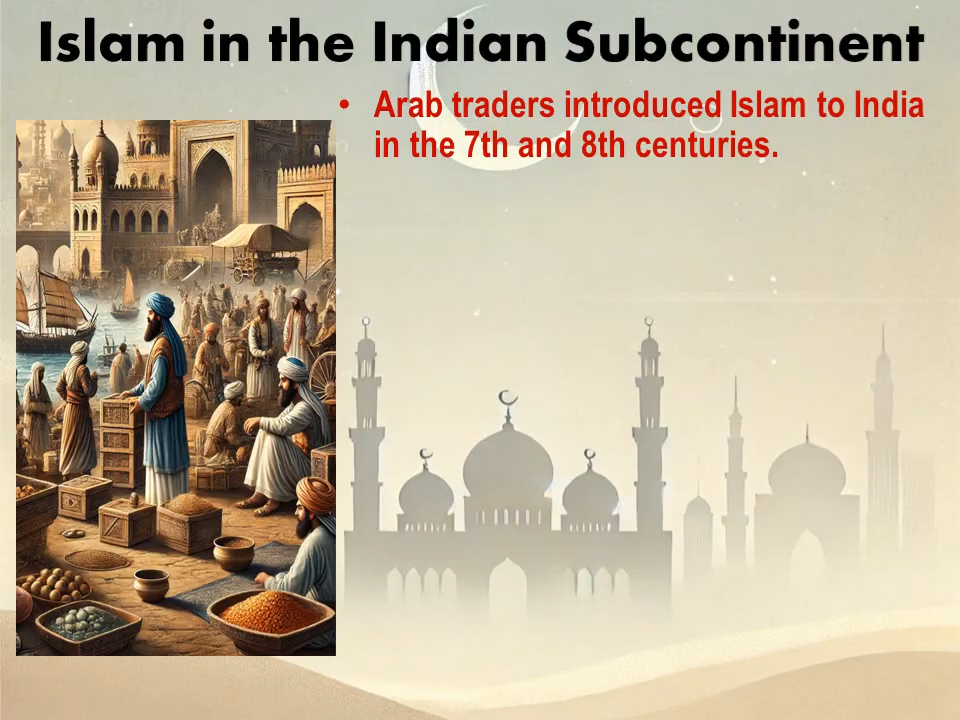 Islam in the Indian Subcontinent
• Arab traders introduced Islam to India
in the 7th and 8th centuries.